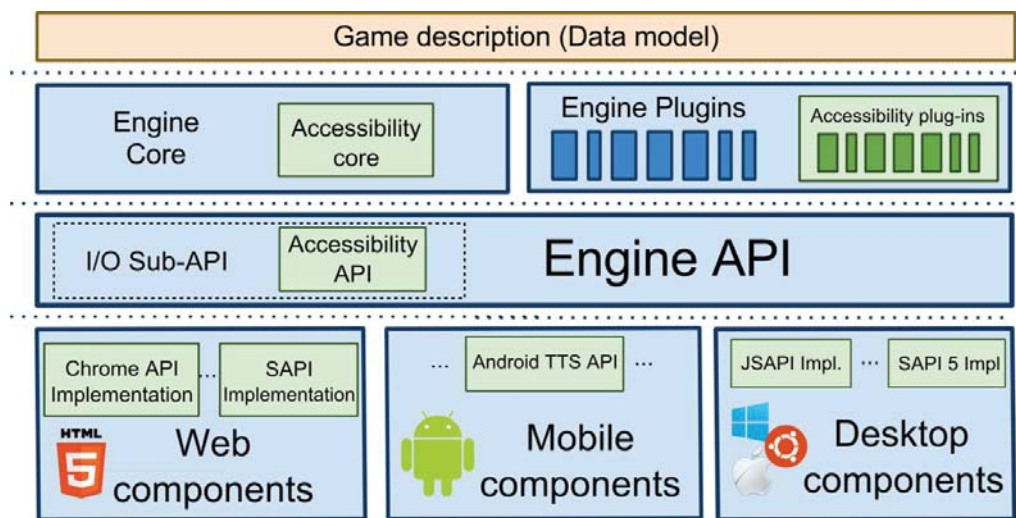 Game description (Data model)
Engine
Core
Accessibility
core
Engine Plugins
Accessibility plug-ins
I/O Sub-API
Accessibility
API
Engine API
Chrome API
Implementation
...
SAPI
Implementation
HTML
5
Web
components
...
Android TTS API
...
Mobile
components
JSAPI Impl.
...
SAPI 5 Impl
Desktop
components